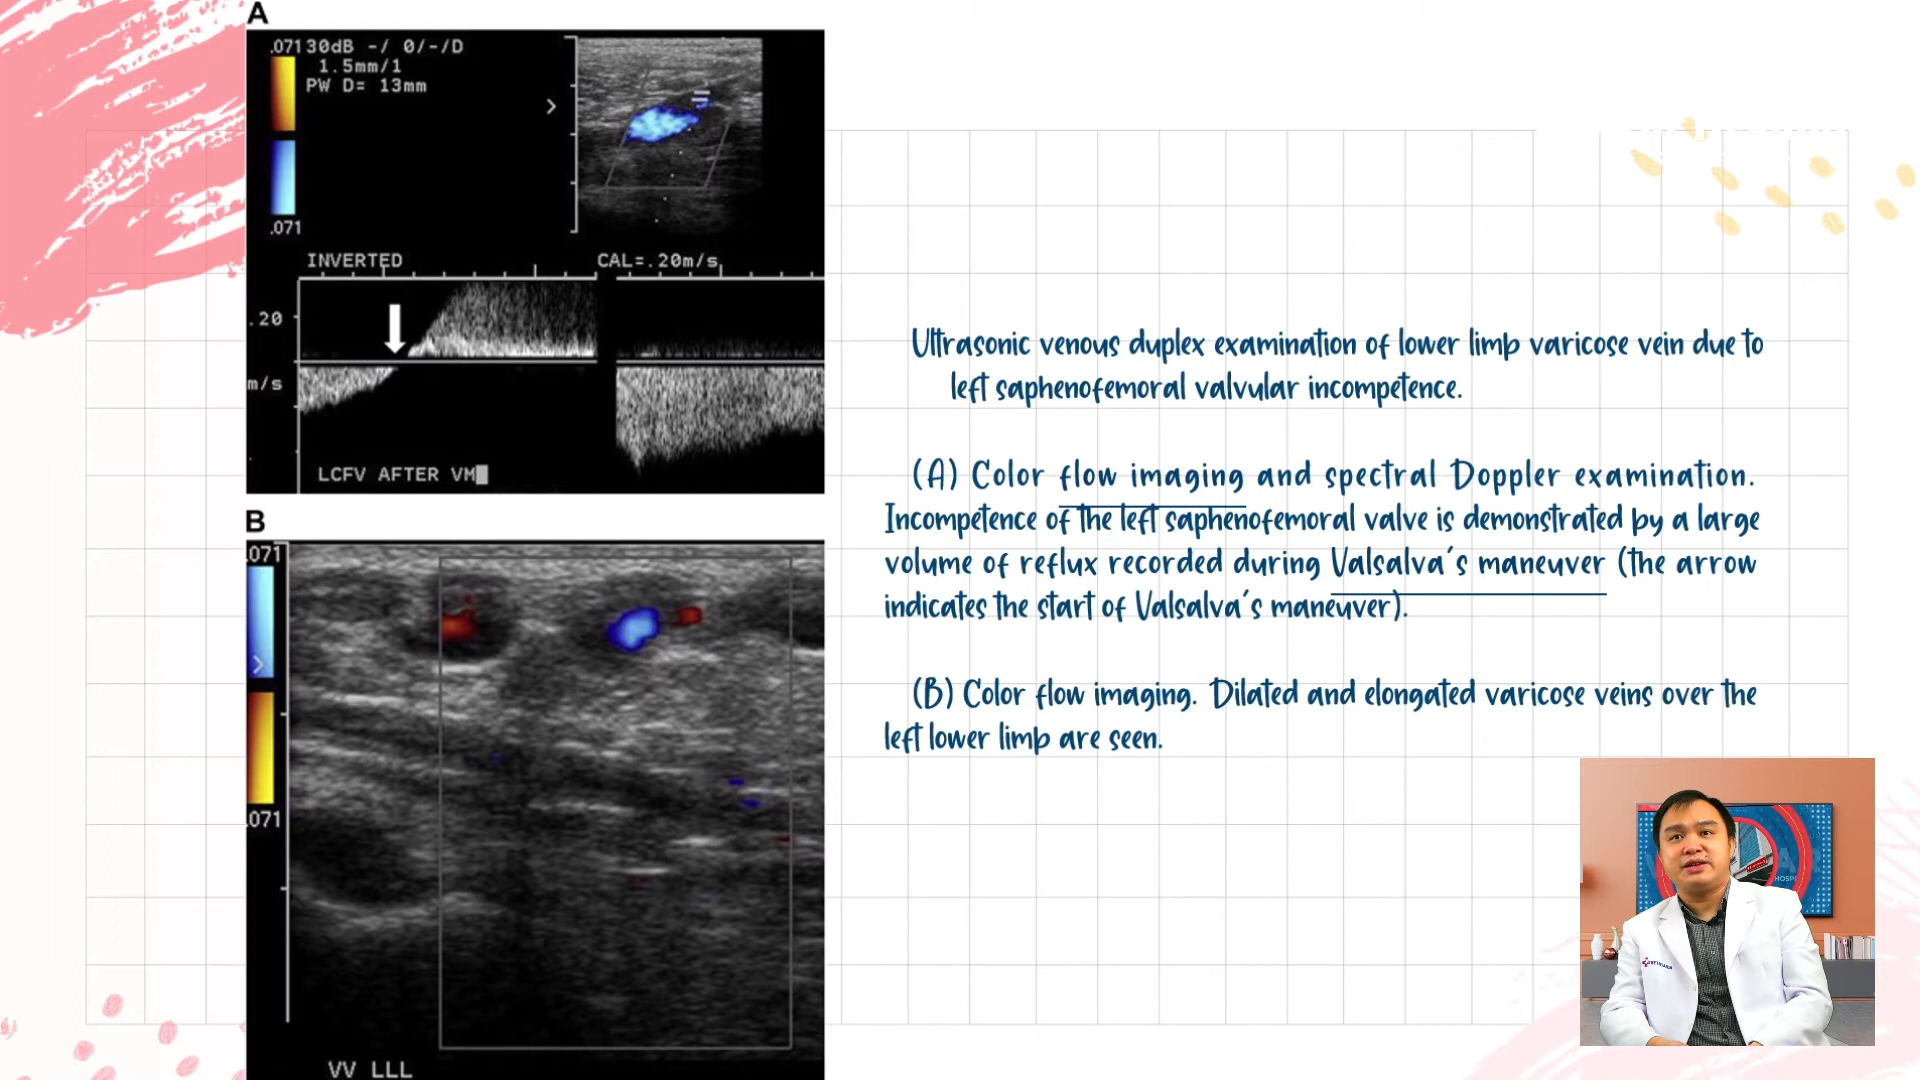 A
.071 30dB -/ 0/-/D
1.5mm/1
PW D= 13mm
.071
INVERTED
CAL=.20m/s
.20
m/s
LCFV AFTER VM
B
.071
.071
VV LLL
Ultrasonic venous duplex examination of lower limb varicose vein due to
left saphenofemoral valvular incompetence.
(A) Color flow imaging and spectral Doppler examination.
Incompetence of the left saphenofemoral valve is demonstrated by a large
volume of reflux recorded during Valsalva's maneuver (the arrow
indicates the start of Valsalva's maneuver).
(B) Color flow imaging. Dilated and elongated varicose veins over the
left lower limb are seen.